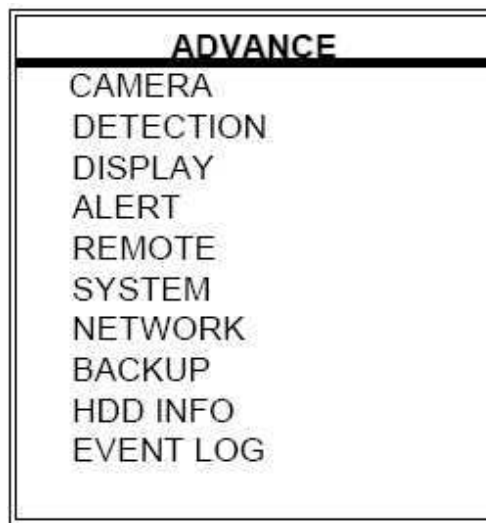 ADVANCE
CAMERA
DETECTION
DISPLAY
ALERT
REMOTE
SYSTEM
NETWORK
BACKUP
HDD INFO
EVENT LOG